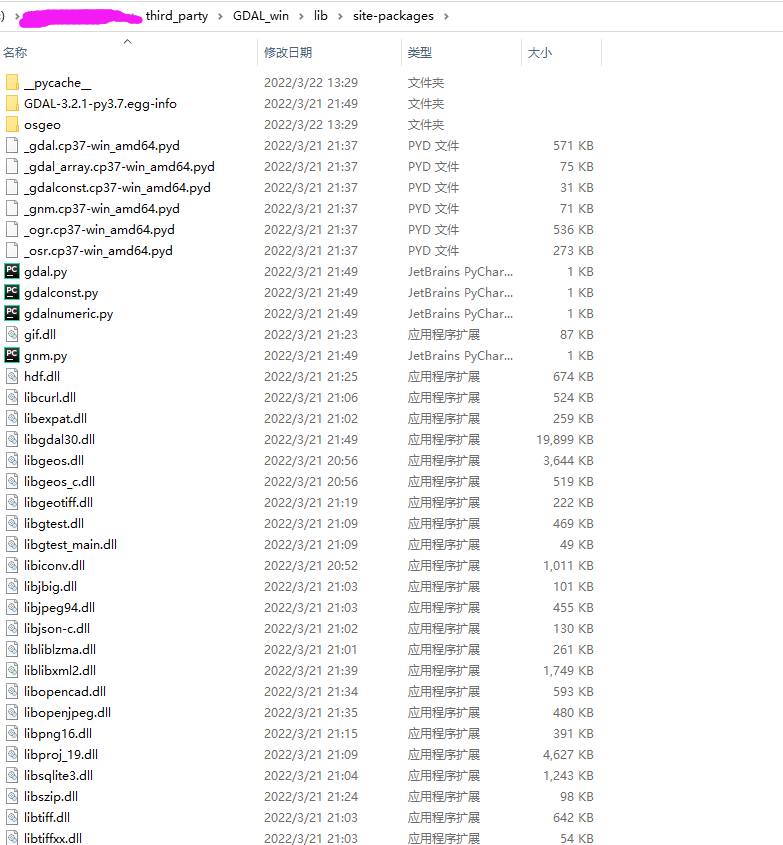 ) › › third_party › GDAL_win › lib › site-packages ›
名称 修改日期 类型 大小
__pycache__ 2022/3/22 13:29 文件夹
GDAL-3.2.1-py3.7.egg-info 2022/3/21 21:49 文件夹
osgeo 2022/3/22 13:29 文件夹
_gdal.cp37-win_amd64.pyd 2022/3/21 21:37 PYD 文件 571 KB
_gdal_array.cp37-win_amd64.pyd 2022/3/21 21:37 PYD 文件 75 KB
_gdalconst.cp37-win_amd64.pyd 2022/3/21 21:37 PYD 文件 31 KB
_gnm.cp37-win_amd64.pyd 2022/3/21 21:37 PYD 文件 71 KB
_ogr.cp37-win_amd64.pyd 2022/3/21 21:37 PYD 文件 536 KB
_osr.cp37-win_amd64.pyd 2022/3/21 21:37 PYD 文件 273 KB
gdal.py 2022/3/21 21:49 JetBrains PyChar... 1 KB
gdalconst.py 2022/3/21 21:49 JetBrains PyChar... 1 KB
gdalnumeric.py 2022/3/21 21:49 JetBrains PyChar... 1 KB
gif.dll 2022/3/21 21:23 应用程序扩展 87 KB
gnm.py 2022/3/21 21:49 JetBrains PyChar... 1 KB
hdf.dll 2022/3/21 21:25 应用程序扩展 674 KB
libcurl.dll 2022/3/21 21:06 应用程序扩展 524 KB
libexpat.dll 2022/3/21 21:02 应用程序扩展 259 KB
libgdal30.dll 2022/3/21 21:49 应用程序扩展 19,899 KB
libgeos.dll 2022/3/21 20:56 应用程序扩展 3,644 KB
libgeos_c.dll 2022/3/21 20:56 应用程序扩展 519 KB
libgeotiff.dll 2022/3/21 21:19 应用程序扩展 222 KB
libgtest.dll 2022/3/21 21:09 应用程序扩展 469 KB
libgtest_main.dll 2022/3/21 21:09 应用程序扩展 49 KB
libiconv.dll 2022/3/21 20:52 应用程序扩展 1,011 KB
libjbig.dll 2022/3/21 21:03 应用程序扩展 101 KB
libjpeg94.dll 2022/3/21 21:03 应用程序扩展 455 KB
libjson-c.dll 2022/3/21 21:02 应用程序扩展 130 KB
libliblzma.dll 2022/3/21 21:01 应用程序扩展 261 KB
liblibxml2.dll 2022/3/21 21:39 应用程序扩展 1,749 KB
libopencad.dll 2022/3/21 21:34 应用程序扩展 593 KB
libopenjpeg.dll 2022/3/21 21:35 应用程序扩展 480 KB
libpng16.dll 2022/3/21 21:15 应用程序扩展 391 KB
libproj_19.dll 2022/3/21 21:09 应用程序扩展 4,627 KB
libsqlite3.dll 2022/3/21 21:04 应用程序扩展 1,243 KB
libszip.dll 2022/3/21 21:24 应用程序扩展 98 KB
libtiff.dll 2022/3/21 21:03 应用程序扩展 642 KB
libtiffxx.dll 2022/3/21 21:03 应用程序扩展 54 KB